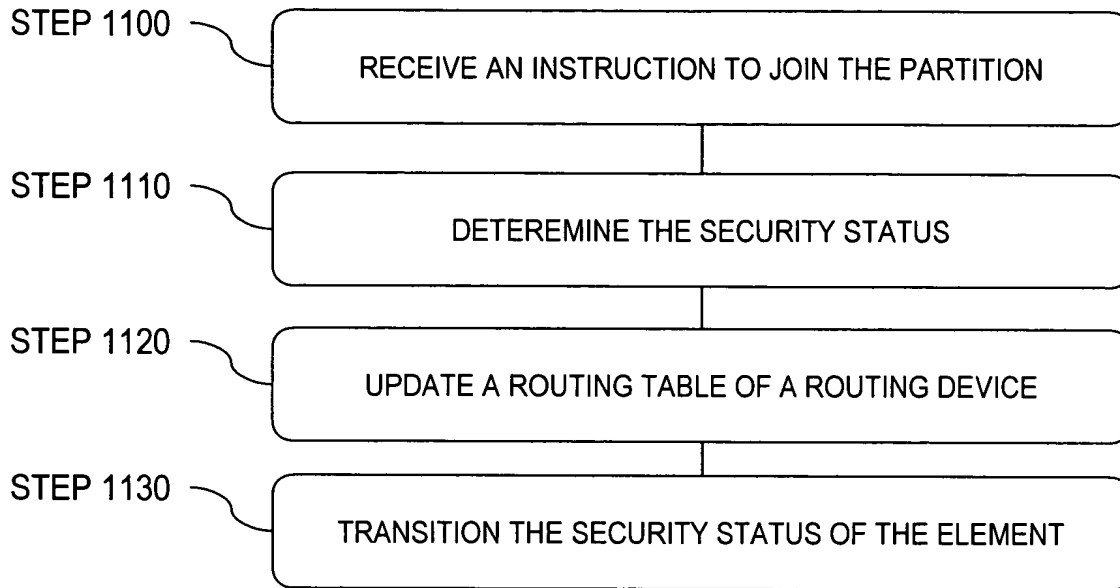 STEP 1100
RECEIVE AN INSTRUCTION TO JOIN THE PARTITION
STEP 1110
DETEREMINE THE SECURITY STATUS
STEP 1120
UPDATE A ROUTING TABLE OF A ROUTING DEVICE
STEP 1130
TRANSITION THE SECURITY STATUS OF THE ELEMENT